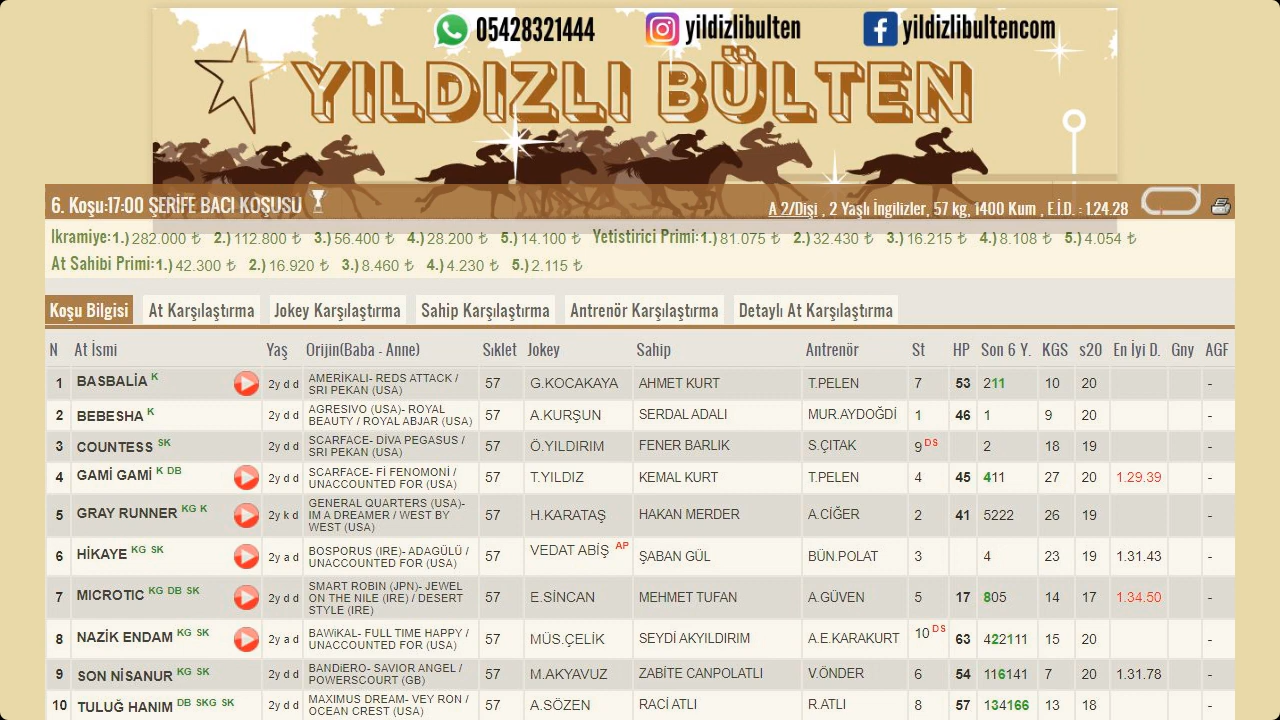 05428321444 yildizlibulten yildizlibultencom
YILDIZLI BÜLTEN
6. Koşu:17:00 ŞERİFE BACI KOŞUSU A 2/Dişi , 2 Yaşlı İngilizler, 57 kg, 1400 Kum , E.İ.D. : 1.24.28
Ikramiye:1.) 282.000 ₺ 2.) 112.800 ₺ 3.) 56.400 ₺ 4.) 28.200 ₺ 5.) 14.100 ₺ Yetistirici Primi:1.) 81.075 ₺ 2.) 32.430 ₺ 3.) 16.215 ₺ 4.) 8.108 ₺ 5.) 4.054 ₺
At Sahibi Primi:1.) 42.300 ₺ 2.) 16.920 ₺ 3.) 8.460 ₺ 4.) 4.230 ₺ 5.) 2.115 ₺
Koşu Bilgisi At Karşılaştırma Jokey Karşılaştırma Sahip Karşılaştırma Antrenör Karşılaştırma Detaylı At Karşılaştırma
N At İsmi Yaş Orijin(Baba - Anne) Sıklet Jokey Sahip Antrenör St HP Son 6 Y. KGS s20 En İyi D. Gny AGF
1 BASBALİA K 2y d d AMERİKALI- REDS ATTACK / SRI PEKAN (USA) 57 G.KOCAKAYA AHMET KURT T.PELEN 7 53 211 10 20 -
2 BEBESHA K 2y d d AGRESIVO (USA)- ROYAL BEAUTY / ROYAL ABJAR (USA) 57 A.KURŞUN SERDAL ADALI MUR.AYDOĞDİ 1 46 1 9 20 -
3 COUNTESS SK 2y d d SCARFACE- DİVA PEGASUS / SRI PEKAN (USA) 57 Ö.YILDIRIM FENER BARLIK S.ÇITAK 9 DS 2 18 19 -
4 GAMİ GAMİ K DB 2y d d SCARFACE- Fİ FENOMONİ / UNACCOUNTED FOR (USA) 57 T.YILDIZ KEMAL KURT T.PELEN 4 45 411 27 20 1.29.39 -
5 GRAY RUNNER KG K 2y k d GENERAL QUARTERS (USA)- IM A DREAMER / WEST BY WEST (USA) 57 H.KARATAŞ HAKAN MERDER A.CİĞER 2 41 5222 26 19 -
6 HİKAYE KG SK 2y a d BOSPORUS (IRE)- ADAGÜLÜ / UNACCOUNTED FOR (USA) 57 VEDAT ABİŞ AP ŞABAN GÜL BÜN.POLAT 3 4 23 19 1.31.43 -
7 MICROTIC KG DB SK 2y d d SMART ROBIN (JPN)- JEWEL ON THE NILE (IRE) / DESERT STYLE (IRE) 57 E.SİNCAN MEHMET TUFAN A.GÜVEN 5 17 805 14 17 1.34.50 -
8 NAZİK ENDAM KG SK 2y a d BAWiKAL- FULL TIME HAPPY / UNACCOUNTED FOR (USA) 57 MÜS.ÇELİK SEYDİ AKYILDIRIM A.E.KARAKURT 10 DS 63 422111 15 20 -
9 SON NİSANUR KG SK 2y d d BANDiERO- SAVIOR ANGEL / POWERSCOURT (GB) 57 M.AKYAVUZ ZABİTE CANPOLATLI V.ÖNDER 6 54 116141 7 20 1.31.78 -
10 TULUĞ HANIM DB SKG SK 2y d d MAXIMUS DREAM- VEY RON / OCEAN CREST (USA) 57 A.SÖZEN RACİ ATLI R.ATLI 8 57 134166 13 18 -